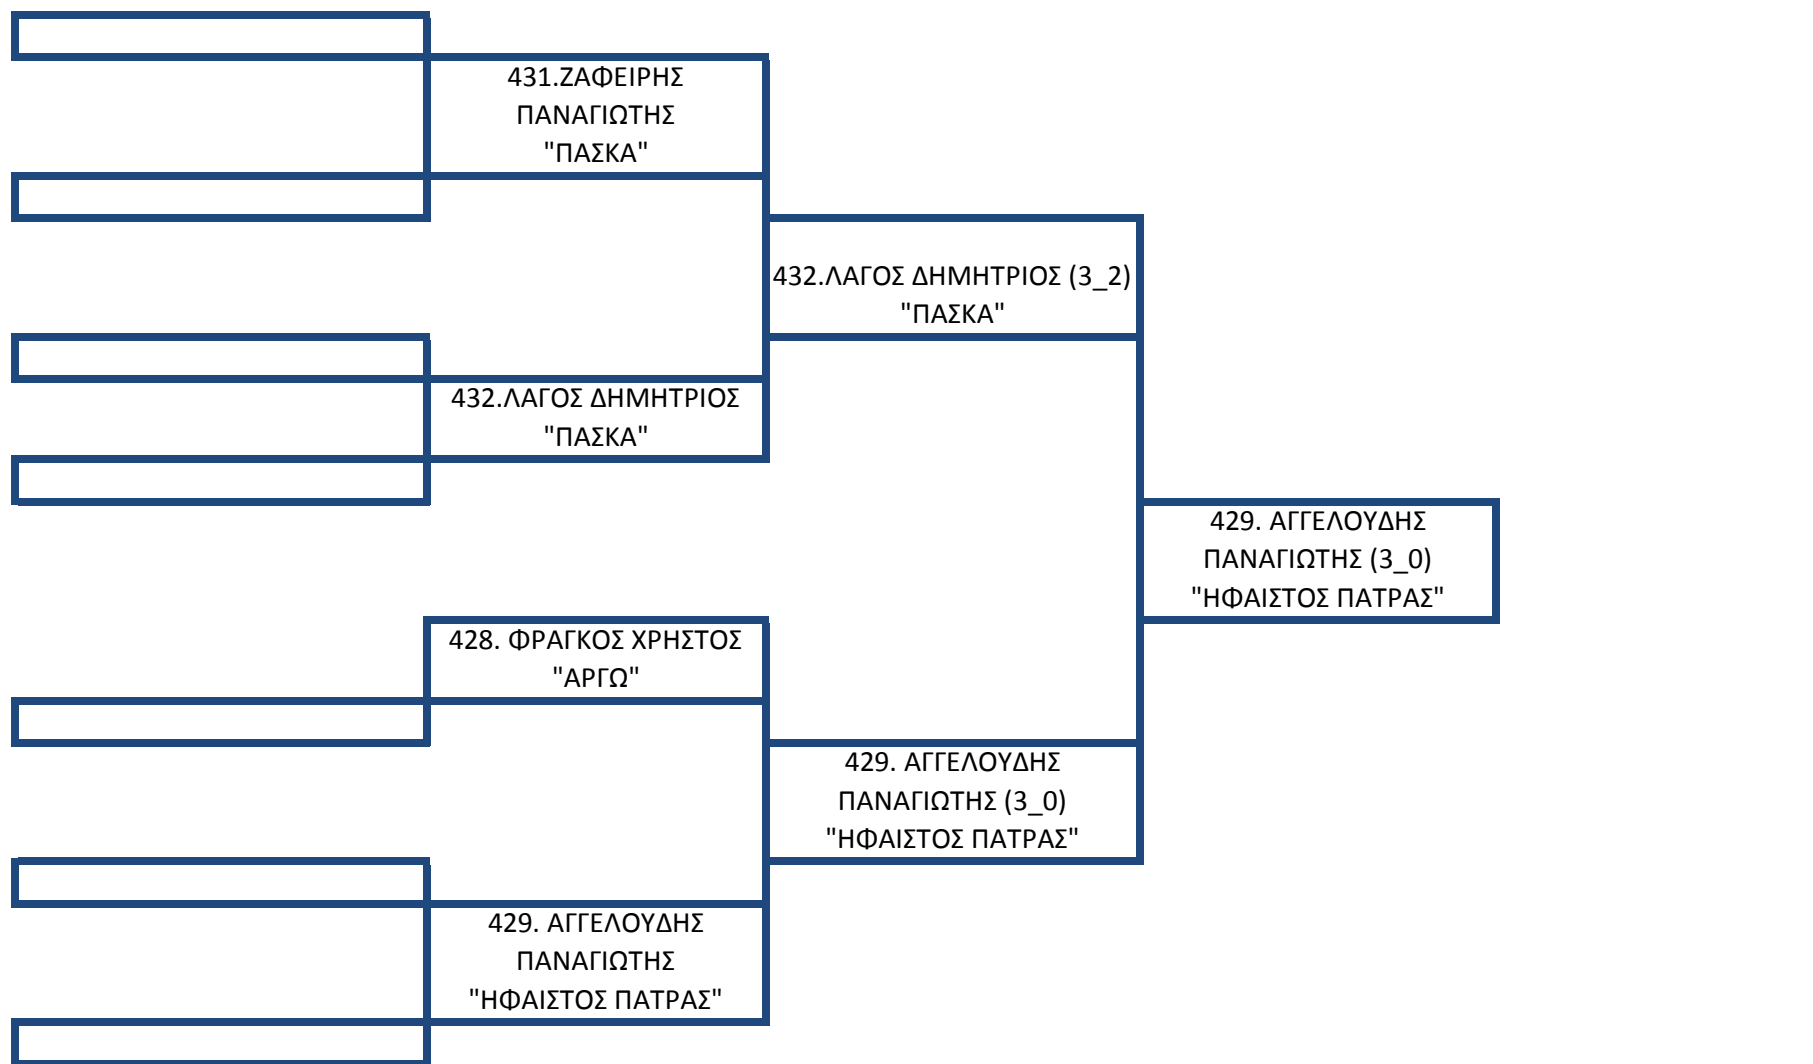 431.ΖΑΦΕΙΡΗΣ
ΠΑΝΑΓΙΩΤΗΣ
"ΠΑΣΚΑ"
432.ΛΑΓΟΣ ΔΗΜΗΤΡΙΟΣ (3_2)
"ΠΑΣΚΑ"
432.ΛΑΓΟΣ ΔΗΜΗΤΡΙΟΣ
"ΠΑΣΚΑ"
429. ΑΓΓΕΛΟΥΔΗΣ
ΠΑΝΑΓΙΩΤΗΣ (3_0)
"ΗΦΑΙΣΤΟΣ ΠΑΤΡΑΣ"
428. ΦΡΑΓΚΟΣ ΧΡΗΣΤΟΣ
"ΑΡΓΩ"
429. ΑΓΓΕΛΟΥΔΗΣ
ΠΑΝΑΓΙΩΤΗΣ (3_0)
"ΗΦΑΙΣΤΟΣ ΠΑΤΡΑΣ"
429. ΑΓΓΕΛΟΥΔΗΣ
ΠΑΝΑΓΙΩΤΗΣ
"ΗΦΑΙΣΤΟΣ ΠΑΤΡΑΣ"